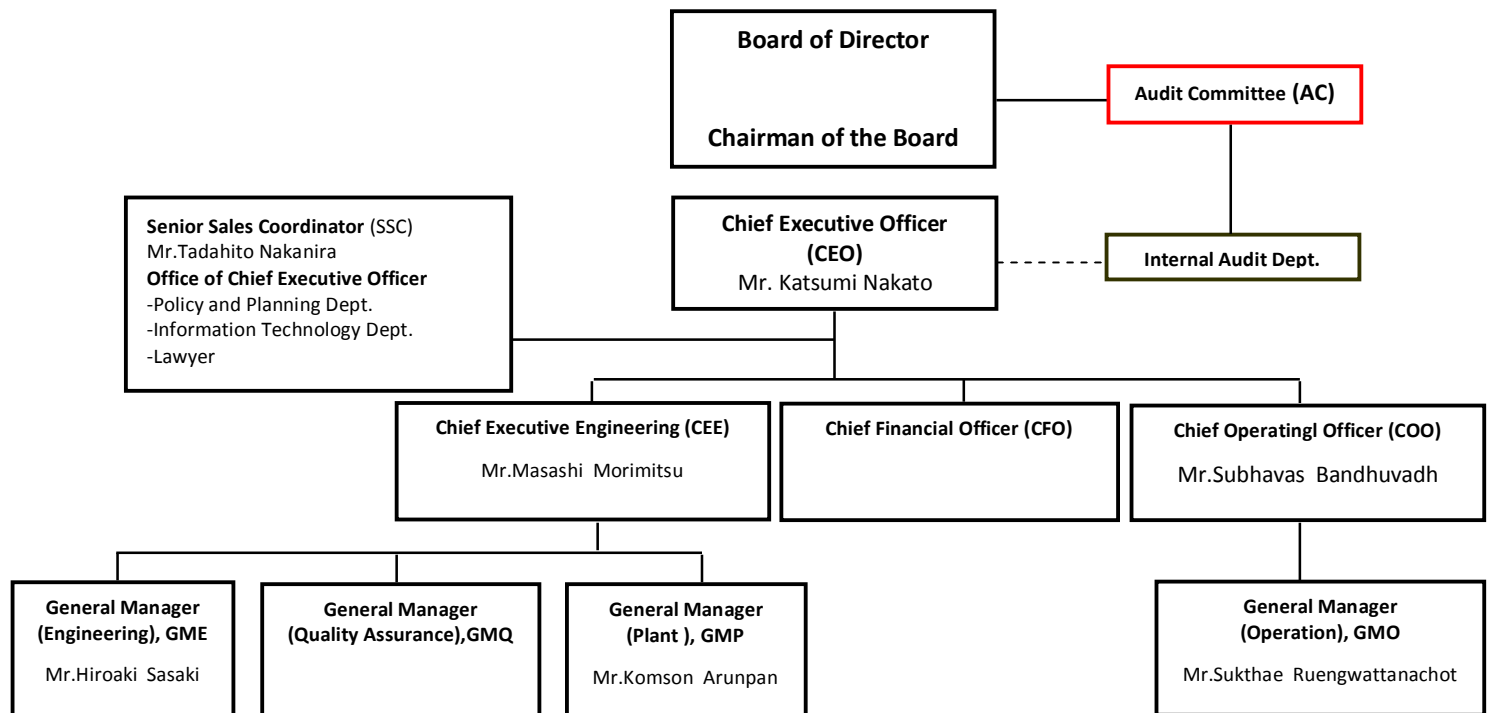 Board of Director
Chairman of the Board
Audit Committee (AC)
Senior Sales Coordinator (SSC)
Mr.Tadahito Nakanira
Office of Chief Executive Officer
-Policy and Planning Dept.
-Information Technology Dept.
-Lawyer
Chief Executive Officer
(CEO)
Mr. Katsumi Nakato
Internal Audit Dept.
Chief Executive Engineering (CEE)
Mr.Masashi Morimitsu
Chief Financial Officer (CFO)
Chief Operatingl Officer (COO)
Mr.Subhavas Bandhuvadh
General Manager
(Engineering), GME
Mr.Hiroaki Sasaki
General Manager
(Quality Assurance),GMQ
General Manager
(Plant ), GMP
Mr.Komson Arunpan
General Manager
(Operation), GMO
Mr.Sukthae Ruengwattanachot